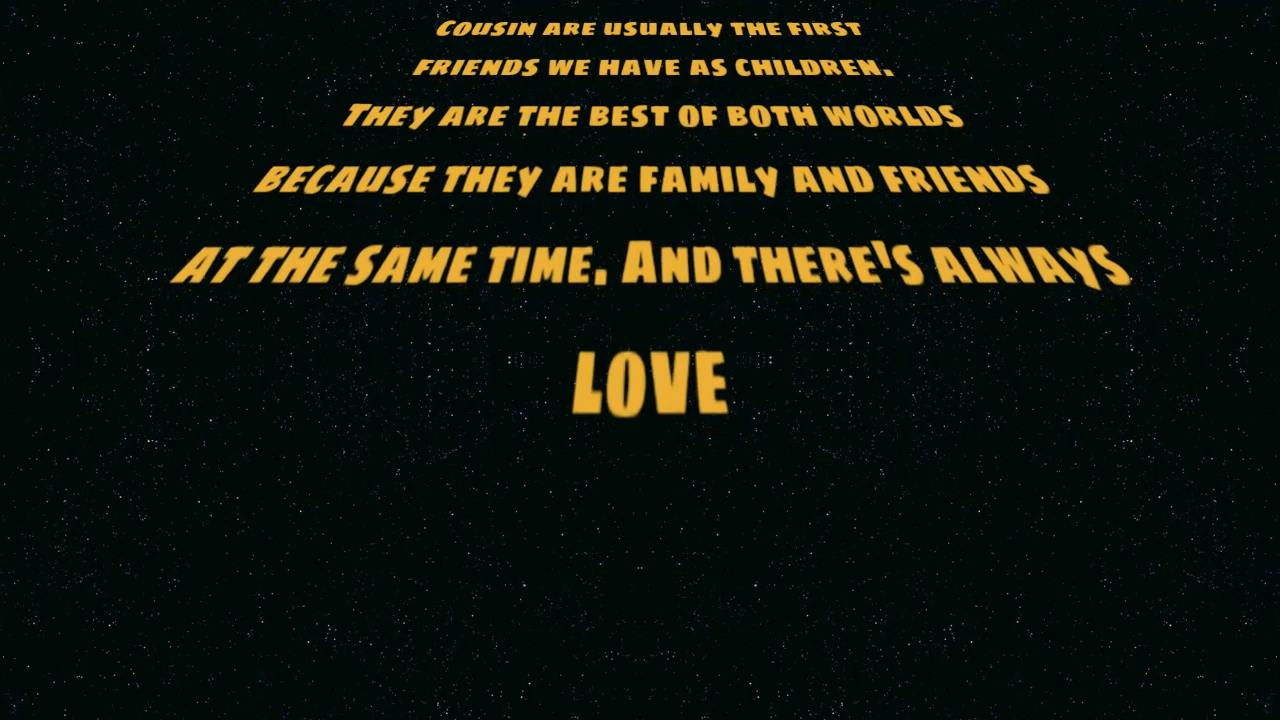 Cousin are usually the first
friends we have as children.
They are the best of both worlds
because they are family and friends
at the same time. And there's always
love